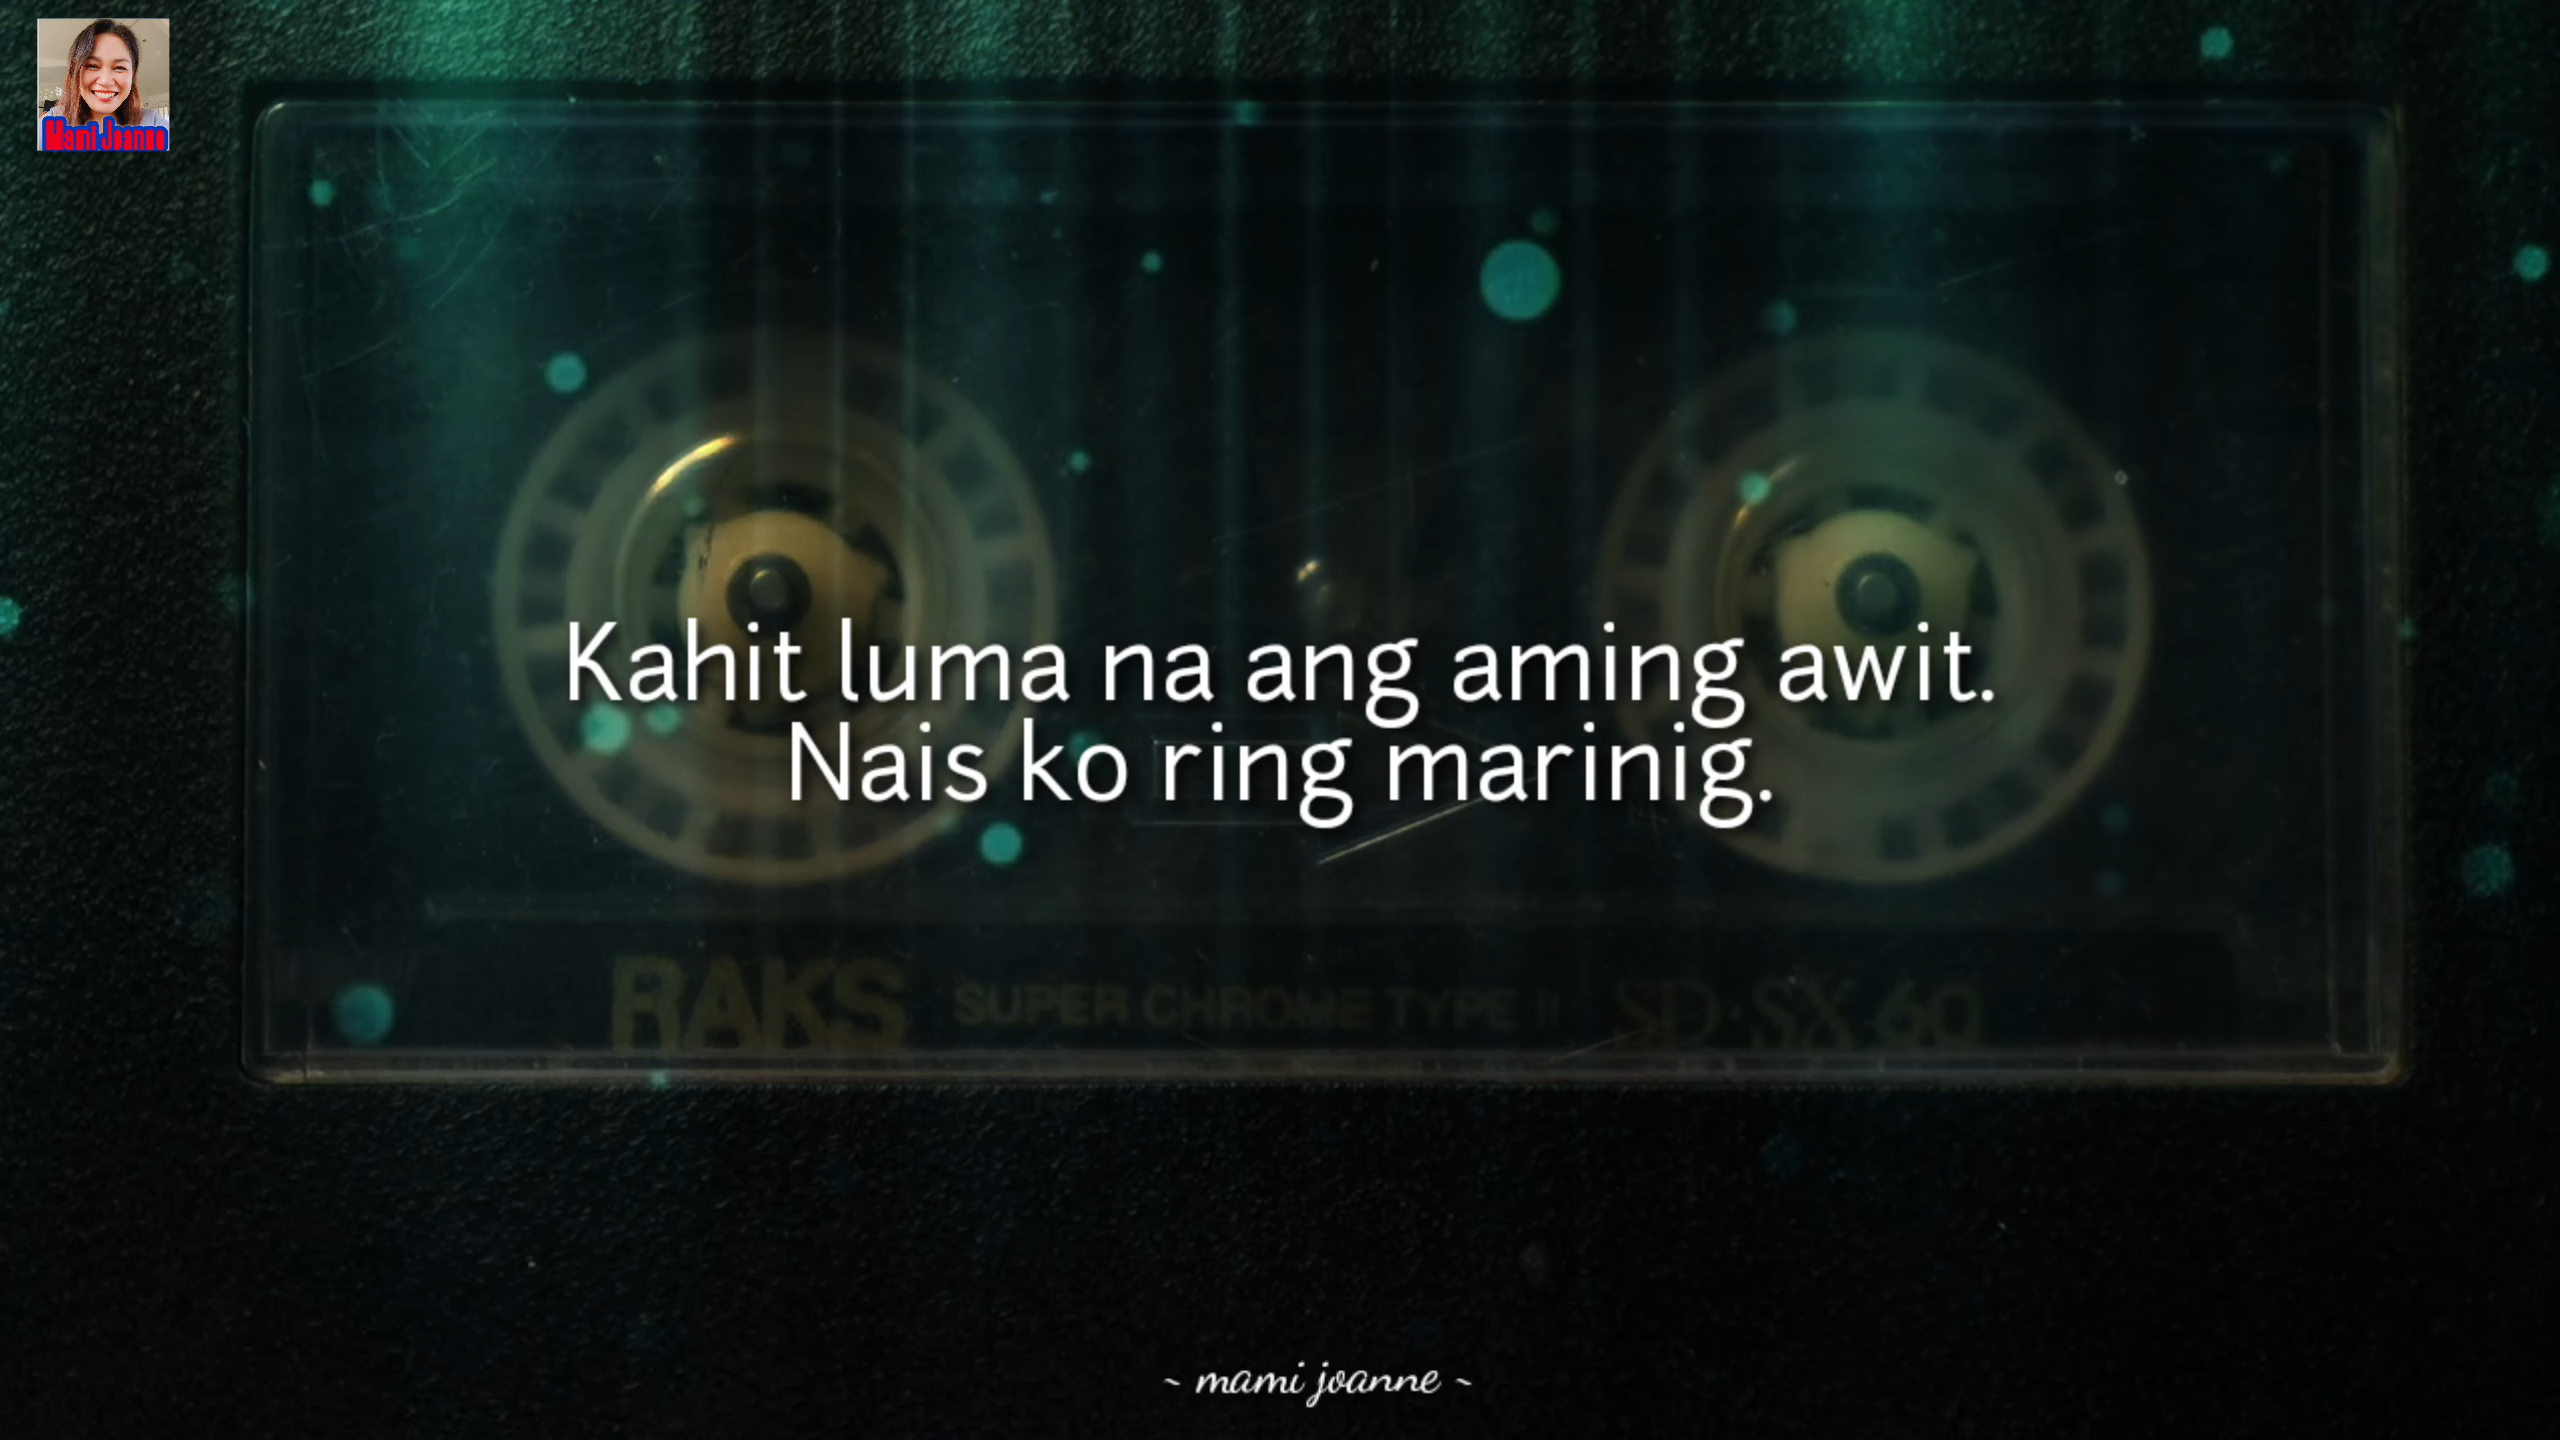 Mami Joanne
Kahit luma na ang aming awit.
Nais ko ring marinig.
RAKS SUPER CHROME TYPE II SD·SX 60
~ mami joanne ~